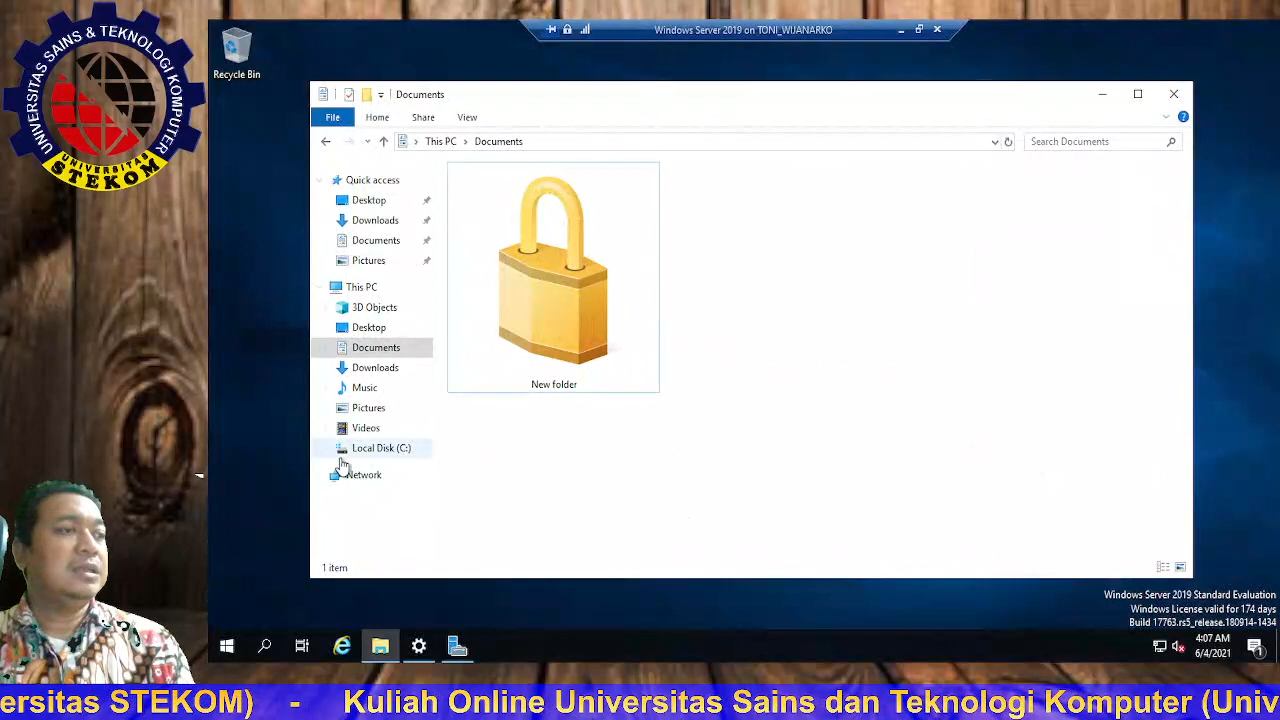 UNIVERSITAS SAINS & TEKNOLOGI KOMPUTER
UNIVERSITAS
STEKOM
Recycle Bin
Windows Server 2019 on TONI_WIJANARKO
Documents
File
Home
Share
View
This PC
Documents
Search Documents
Quick access
Desktop
Downloads
Documents
Pictures
This PC
3D Objects
Desktop
Documents
Downloads
Music
Pictures
Videos
Local Disk (C:)
Network
New folder
1 item
Windows Server 2019 Standard Evaluation
Windows License valid for 174 days
Build 17763.rs5_release.180914-1434
4:07 AM
6/4/2021
1
ersitas STEKOM) - Kuliah Online Universitas Sains dan Teknologi Komputer (Univ